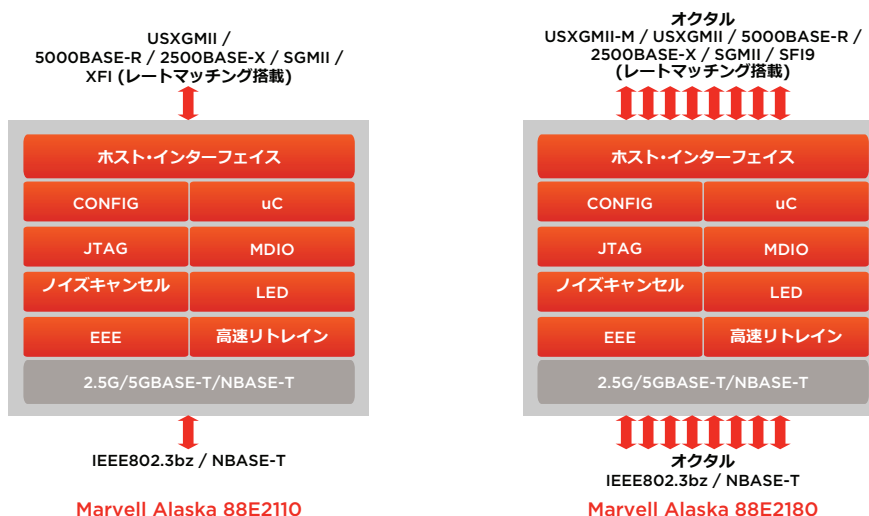 USXGMII /
5000BASE-R / 2500BASE-X / SGMII /
XFI (レートマッチング搭載)
ホスト・インターフェイス
CONFIG
uC
JTAG
MDIO
ノイズキャンセル
LED
EEE
高速リトレイン
2.5G/5GBASE-T/NBASE-T
IEEE802.3bz / NBASE-T
Marvell Alaska 88E2110
オクタル
USXGMII-M / USXGMII / 5000BASE-R /
2500BASE-X / SGMII / SFI9
(レートマッチング搭載)
ホスト・インターフェイス
CONFIG
uC
JTAG
MDIO
ノイズキャンセル
LED
EEE
高速リトレイン
2.5G/5GBASE-T/NBASE-T
オクタル
IEEE802.3bz / NBASE-T
Marvell Alaska 88E2180